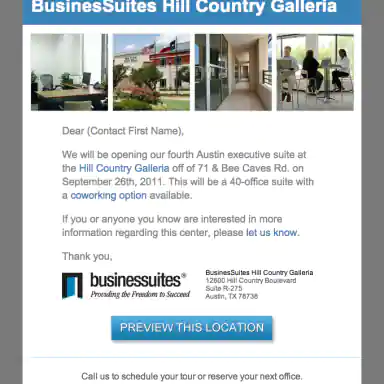 BusinesSuites Hill Country Galleria
Dear (Contact First Name),
We will be opening our fourth Austin executive suite at
the Hill Country Galleria off of 71 & Bee Caves Rd. on
September 26th, 2011. This will be a 40-office suite with
a coworking option available.
If you or anyone you know are interested in more
information regarding this center, please let us know.
Thank you,
businessuites®
Providing the Freedom to Succeed
BusinesSuites Hill Country Galleria
12600 Hill Country Boulevard
Suite R-275
Austin, TX 78738
PREVIEW THIS LOCATION
Call us to schedule your tour or reserve your next office.